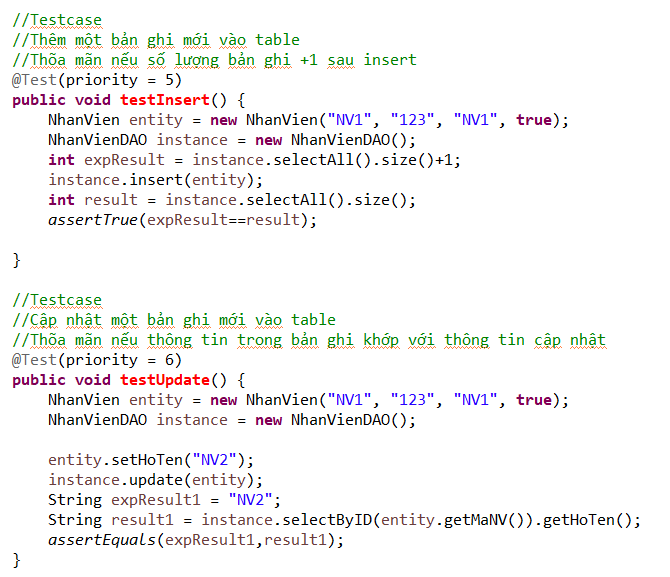 //Testcase
//Thêm một bản ghi mới vào table
//Thõa mãn nếu số lượng bản ghi +1 sau insert
@Test(priority = 5)
public void testInsert() {
    NhanVien entity = new NhanVien("NV1", "123", "NV1", true);
    NhanVienDAO instance = new NhanVienDAO();
    int expResult = instance.selectAll().size()+1;
    instance.insert(entity);
    int result = instance.selectAll().size();
    assertTrue(expResult==result);
}
//Testcase
//Cập nhật một bản ghi mới vào table
//Thõa mãn nếu thông tin trong bản ghi khớp với thông tin cập nhật
@Test(priority = 6)
public void testUpdate() {
    NhanVien entity = new NhanVien("NV1", "123", "NV1", true);
    NhanVienDAO instance = new NhanVienDAO();
    entity.setHoTen("NV2");
    instance.update(entity);
    String expResult1 = "NV2";
    String result1 = instance.selectByID(entity.getMaNV()).getHoTen();
    assertEquals(expResult1,result1);
}